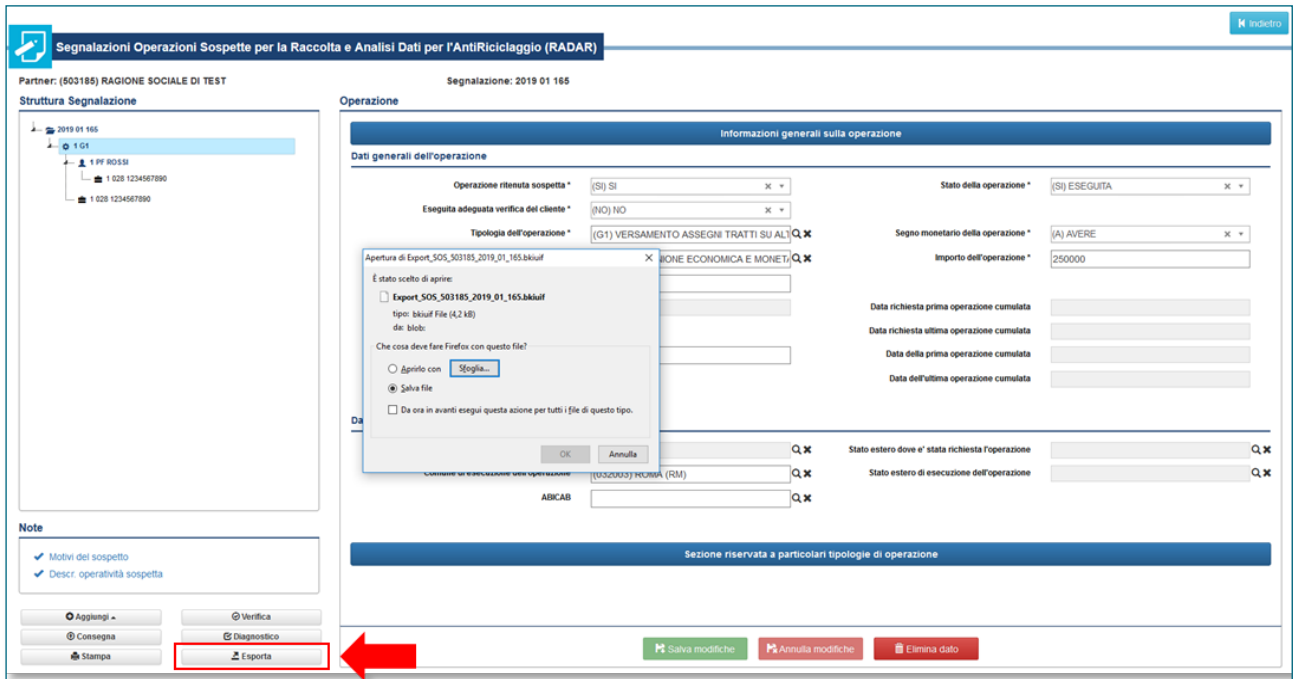 Indietro
Segnalazioni Operazioni Sospette per la Raccolta e Analisi Dati per l'AntiRiciclaggio (RADAR)
Partner: (503185) RAGIONE SOCIALE DI TEST
Segnalazione: 2019 01 165
Struttura Segnalazione
2019 01 165
1 G1
1 PF ROSSI
1 028 1234567890
1 028 1234567890
Note
Motivi del sospetto
Descr. operatività sospetta
Aggiungi
Verifica
Consegna
Diagnostico
Stampa
Esporta
Operazione
Informazioni generali sulla operazione
Dati generali dell'operazione
Operazione ritenuta sospetta *
(SI) SI
Stato della operazione *
(SI) ESEGUITA
Eseguita adeguata verifica del cliente *
(NO) NO
Tipologia dell'operazione *
(G1) VERSAMENTO ASSEGNI TRATTI SU ALT
Segno monetario della operazione *
(A) AVERE
IONE ECONOMICA E MONETA
Importo dell'operazione *
250000
Data richiesta prima operazione cumulata
Data richiesta ultima operazione cumulata
Data della prima operazione cumulata
Data dell'ultima operazione cumulata
Apertura di Export_SOS_503185_2019_01_165.bkiuif
È stato scelto di aprire:
Export_SOS_503185_2019_01_165.bkiuif
tipo: bkiuif File (4,2 kB)
da: blob:
Che cosa deve fare Firefox con questo file?
Aprirlo con
Sfoglia...
Salva file
Da ora in avanti esegui questa azione per tutti i file di questo tipo.
OK
Annulla
Da
Stato estero dove e' stata richiesta l'operazione
Comune di esecuzione dell'operazione
(032003) ROMA (RM)
Stato estero di esecuzione dell'operazione
ABICAB
Sezione riservata a particolari tipologie di operazione
Salva modifiche
Annulla modifiche
Elimina dato